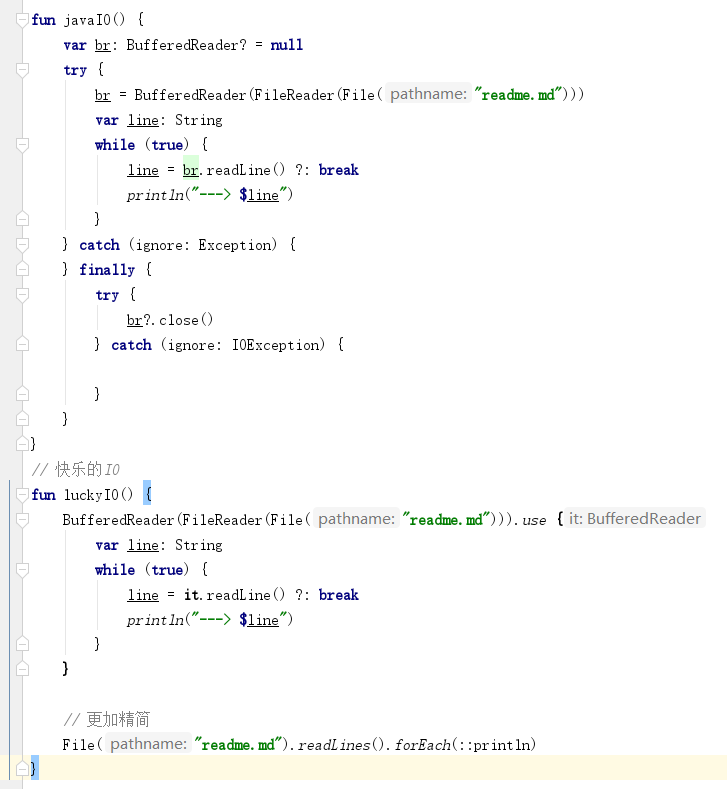 fun javaIO() {
var br: BufferedReader? = null
try {
br = BufferedReader(FileReader(File( pathname: "readme.md")))
var line: String
while (true) {
line = br.readLine() ?: break
println("---> $line")
}
} catch (ignore: Exception) {
} finally {
try {
br?.close()
} catch (ignore: IOException) {
}
}
}
// 快乐的IO
fun luckyIO() {
BufferedReader(FileReader(File( pathname: "readme.md"))).use { it: BufferedReader
var line: String
while (true) {
line = it.readLine() ?: break
println("---> $line")
}
}
// 更加精简
File( pathname: "readme.md").readLines().forEach(::println)
}